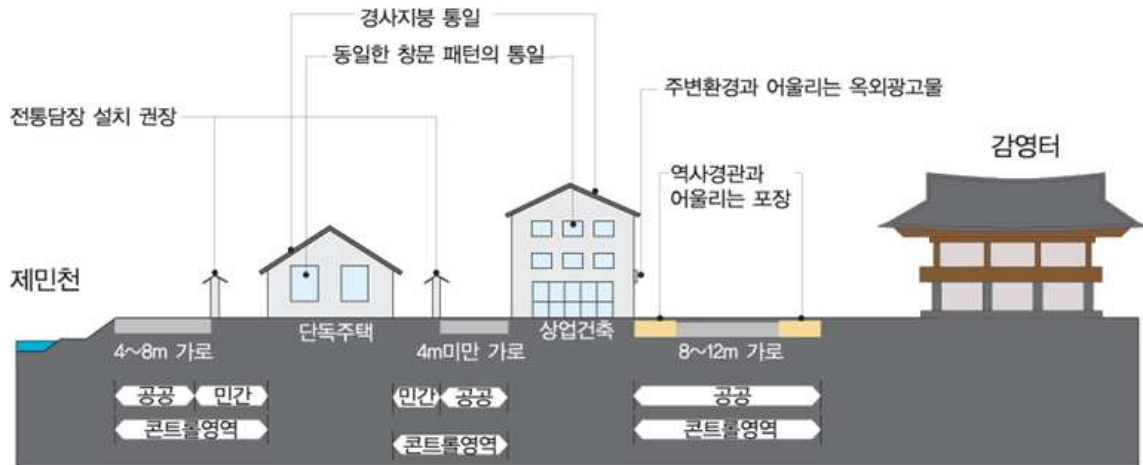 경사지붕 통일
동일한 창문 패턴의 통일
주변환경과 어울리는 옥외광고물
전통담장 설치 권장
감영터
역사경관과
어울리는 포장
제민천
단독주택
상업건축
4~8m 가로
4m미만 가로
8~12m 가로
공공
민간
민간
공공
공공
콘트롤영역
콘트롤영역
콘트롤영역